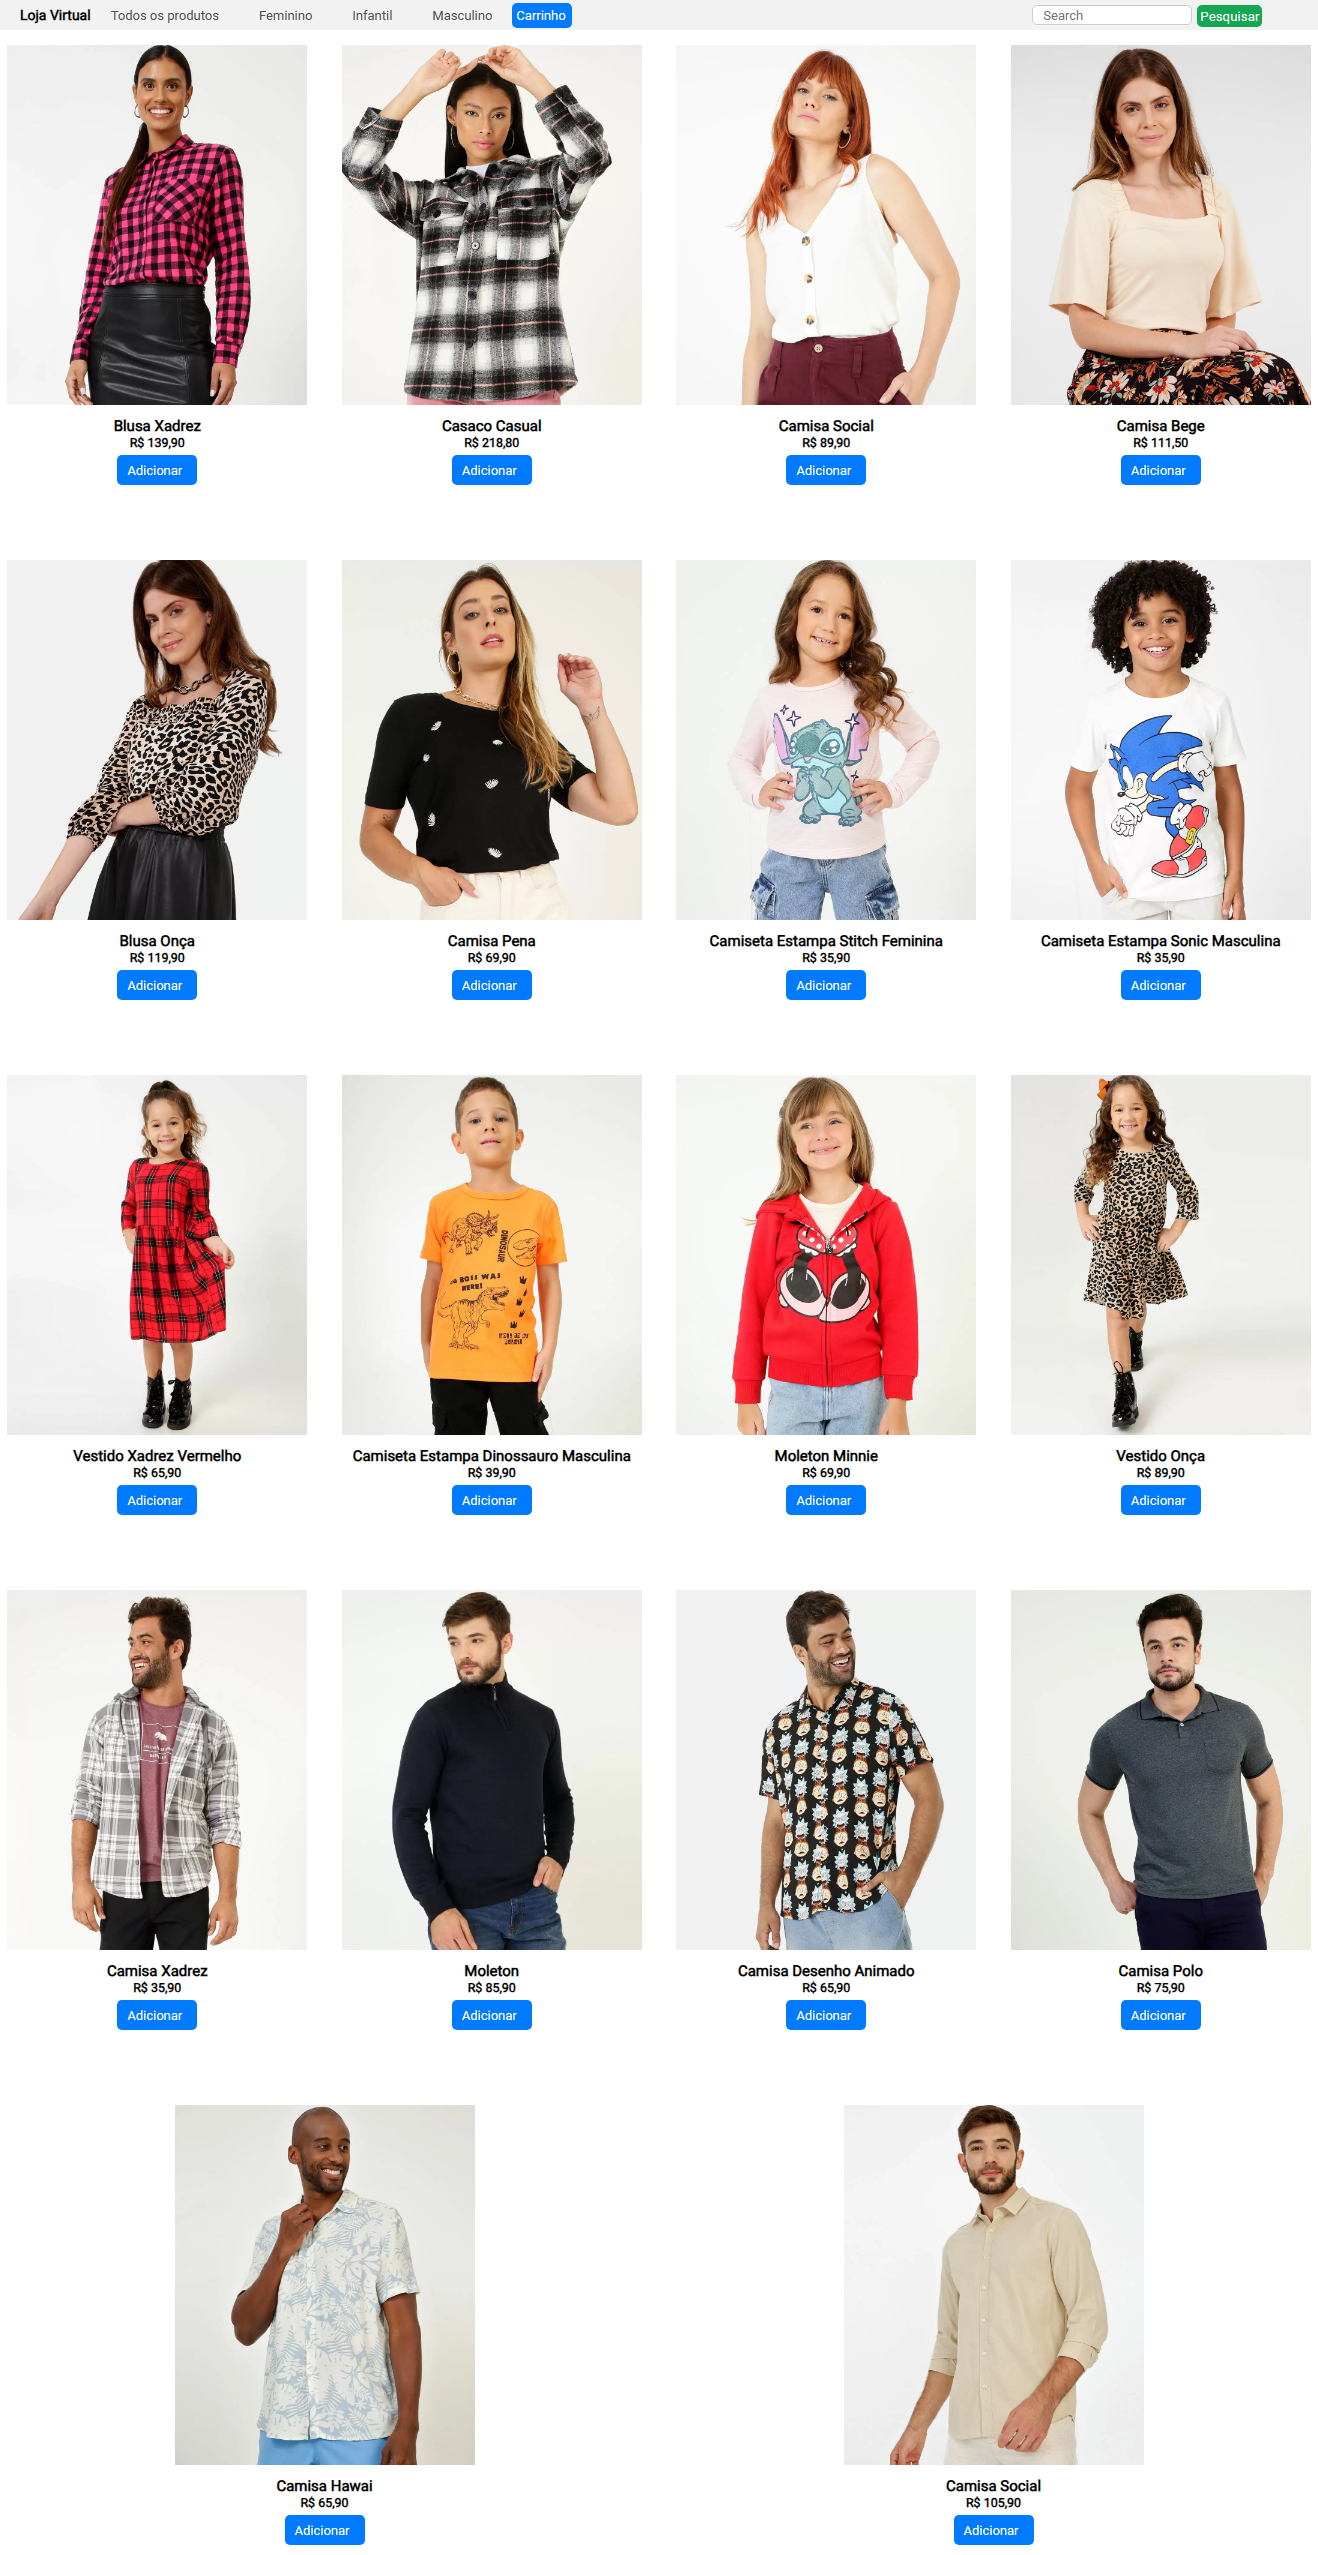 Loja Virtual Todos os produtos Feminino Infantil Masculino Carrinho Search Pesquisar
Blusa Xadrez Casaco Casual Camisa Social Camisa Bege
R$ 139,90 R$ 218,80 R$ 89,90 R$ 111,50
Adicionar Adicionar Adicionar Adicionar
Blusa Onça Camisa Pena Camiseta Estampa Stitch Feminina Camiseta Estampa Sonic Masculina
R$ 119,90 R$ 69,90 R$ 35,90 R$ 35,90
Adicionar Adicionar Adicionar Adicionar
DINOSAUR
BOSS WAS
HERE!
Vestido Xadrez Vermelho Camiseta Estampa Dinossauro Masculina Moleton Minnie Vestido Onça
R$ 65,90 R$ 39,90 R$ 69,90 R$ 89,90
Adicionar Adicionar Adicionar Adicionar
Camisa Xadrez Moleton Camisa Desenho Animado Camisa Polo
R$ 35,90 R$ 85,90 R$ 65,90 R$ 75,90
Adicionar Adicionar Adicionar Adicionar
Camisa Hawai Camisa Social
R$ 65,90 R$ 105,90
Adicionar Adicionar